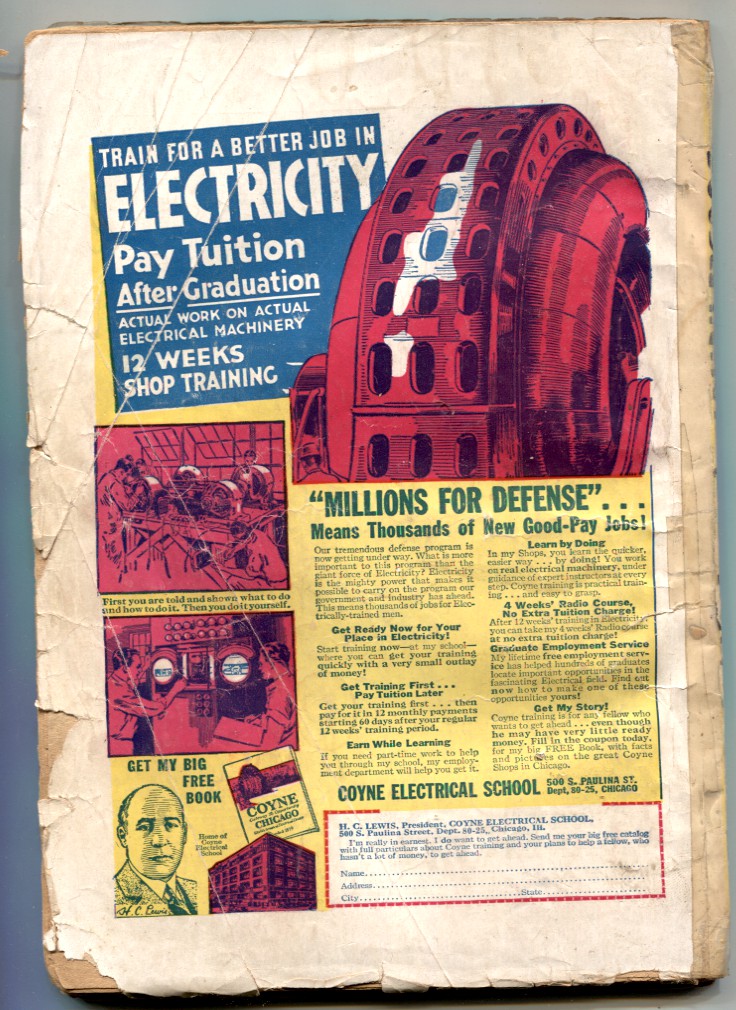 TRAIN FOR A BETTER JOB IN
ELECTRICITY
Pay Tuition
After Graduation
ACTUAL WORK ON ACTUAL
ELECTRICAL MACHINERY
12 WEEKS
SHOP TRAINING
First you are told and shown what to do
and how to do it. Then you do it yourself.
"MILLIONS FOR DEFENSE"...
Means Thousands of New Good-Pay Jobs!
Our tremendous defense program is
now getting under way. What is more
important to this program than the
giant force of Electricity? Electricity
is the mighty power that makes it
possible to carry on the program our
government and industry has ahead.
This means thousands of jobs for Elec-
trically-trained men.
Get Ready Now for Your
Place in Electricity!
Start training now—at my school—
where you can get your training
quickly with a very small outlay
of money!
Get Training First...
Pay Tuition Later
Get your training first... then
pay for it in 12 monthly payments
starting 60 days after your regular
12 weeks' training period.
Earn While Learning
If you need part-time work to help
you through my school, my employ-
ment department will help you get it.
Learn by Doing
In my Shops, you learn the quicker,
easier way... by doing! You work
on real electrical machinery, under
guidance of expert instructors at every
step. Coyne training is practical train-
ing... and easy to grasp.
4 Weeks' Radio Course,
No Extra Tuition Charge!
After 12 weeks' training in Electricity,
you can take my 4 weeks' Radio course
at no extra tuition charge!
Graduate Employment Service
My lifetime free employment serv-
ice has helped hundreds of graduates
locate important opportunities in the
fascinating Electrical field. Find out
now how to make one of these
opportunities yours!
Get My Story!
Coyne training is for any fellow who
wants to get ahead... even though
he may have very little ready
money. Fill in the coupon today,
for my big FREE Book, with facts
and pictures on the great Coyne
Shops in Chicago.
COYNE ELECTRICAL SCHOOL 500 S. PAULINA ST.
Dept, 80-25, CHICAGO
GET MY BIG
FREE
BOOK
COYNE
CHICAGO
Home of
Coyne
Electrical
School
H. C. Lewis
H. C. LEWIS, President, COYNE ELECTRICAL SCHOOL,
500 S. Paulina Street, Dept. 80-25, Chicago, Ill.
I'm really in earnest. I do want to get ahead. Send me your big free catalog
with full particulars about Coyne training and your plans to help a fellow, who
hasn't a lot of money, to get ahead.
Name
Address
City State